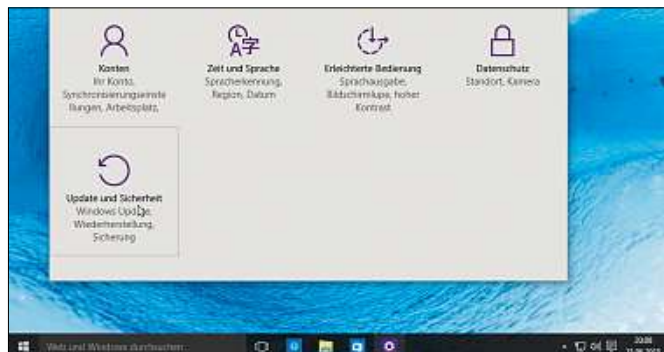 Konten
Ihr Konto,
Synchronisierungseinste
llungen, Arbeitsplatz,
Zeit und Sprache
Spracherkennung,
Region, Datum
Erleichterte Bedienung
Sprachausgabe,
Bildschirmlupe, hoher
Kontrast
Datenschutz
Standort, Kamera
Update und Sicherheit
Windows Update,
Wiederherstellung,
Sicherung
Web und Windows durchsuchen